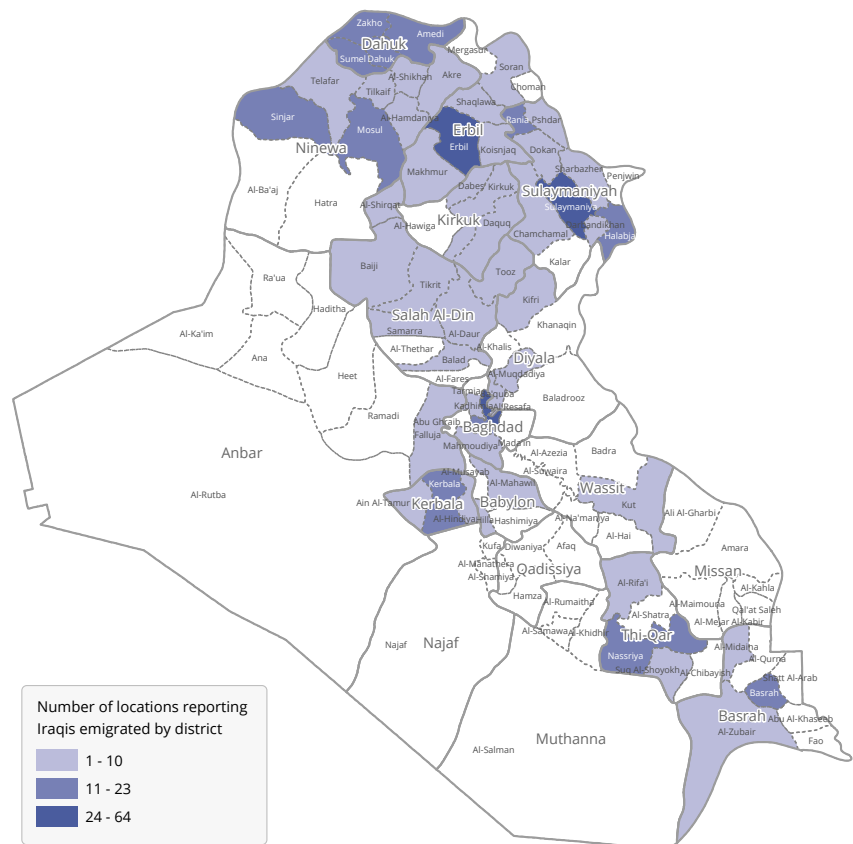 Zakho
Amedi
Dahuk
Sumel Dahuk
Mergasur
Soran
Al-Shikhan
Akre
Telafar
Choman
Tilkaif
Shaqlawa
Sinjar
Al-Hamdaniya
Rania
Pshdar
Mosul
Erbil
Erbil
Ninewa
Koisnjaq
Dokan
Makhmur
Sharbazher
Penjwin
Al-Ba'aj
Dabes
Kirkuk
Sulaymaniyah
Hatra
Al-Shirqat
Sulaymaniya
Al-Hawiga
Kirkuk
Daquq
Darbandikhan
Chamchamal
Halabja
Baiji
Kalar
Ra'ua
Tikrit
Tooz
Haditha
Kifri
Salah Al-Din
Khanaqin
Al-Ka'im
Samarra
Al-Daur
Al-Thethar
Al-Khalis
Ana
Balad
Diyala
Heet
Al-Fares
Al-Muqdadiya
Tarmia
Ba'quba
Baladrooz
Kadhimia
Al-Resafa
Ramadi
Abu Ghraib
Baghdad
Falluja
Mahmoudiya
Mada'in
Anbar
Al-Azezia
Badra
Al-Musayab
Al-Suwaira
Kerbala
Al-Mahawil
Wassit
Al-Rutba
Ain Al-Tamur
Kerbala
Babylon
Kut
Ali Al-Gharbi
Al-Hindiya
Hilla
Hashimiya
Al-Na'maniya
Al-Hai
Kufa
Diwaniya
Afaq
Amara
Al-Manathera
Qadissiya
Missan
Al-Shamiya
Al-Rifa'i
Al-Kahla
Hamza
Al-Rumaitha
Al-Maimouna
Qal'at Saleh
Al-Shatra
Al-Mejar Al-Kabir
Al-Samawa
Al-Khidhir
Thi-Qar
Najaf
Najaf
Al-Midaina
Nassriya
Al-Qurna
Suq Al-Shoyokh
Al-Chibayish
Shatt Al-Arab
Basrah
Basrah
Abu Al-Khaseeb
Al-Zubair
Muthanna
Fao
Al-Salman
Number of locations reporting
Iraqis emigrated by district
1 - 10
11 - 23
24 - 64